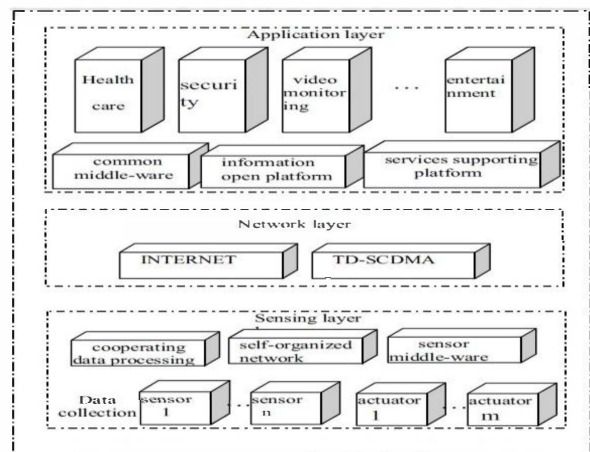 Application layer
Health care
securi ty
video monitor ing
...
entertai nment
common middle-ware
information open platform
services supporting platform
Network layer
INTERNET
TD-SCDMA
Sensing layer
cooperating data processing
self-organized network
sensor middle-ware
Data collection
sensor 1
...
sensor n
actuator 1
...
actuator m